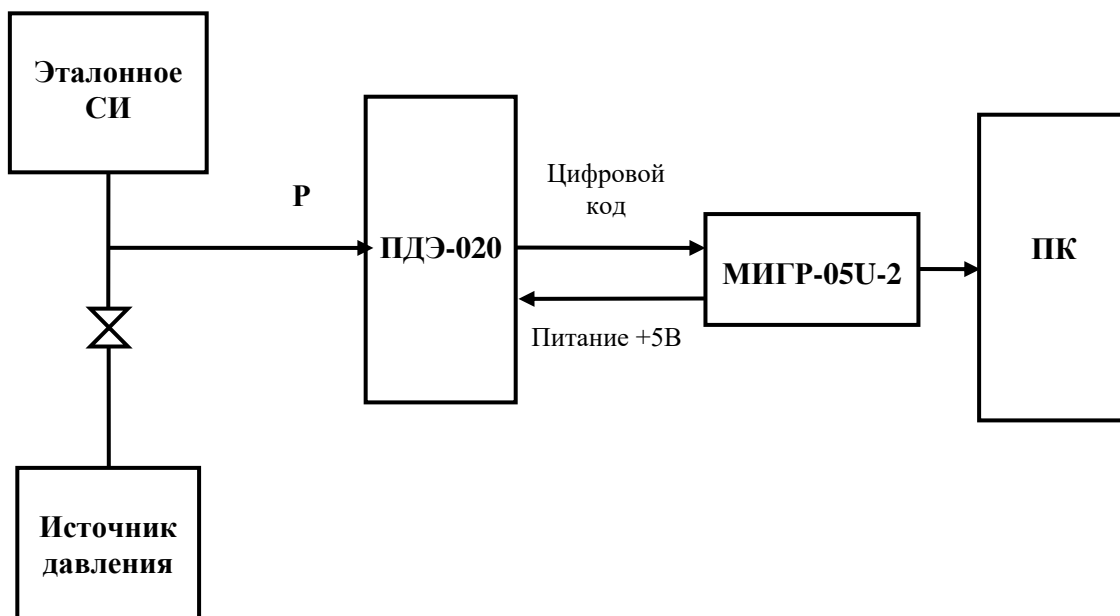 Эталонное
СИ
P
ПДЭ-020
Цифровой
код
Питание +5В
МИГР-05U-2
ПК
Источник
давления